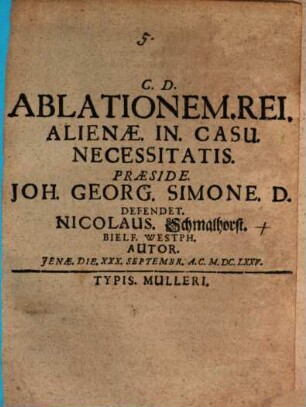 5.
C. D.
ABLATIONEM. REI.
ALIENÆ. IN. CASU.
NECESSITATIS.
PRÆSIDE.
JOH. GEORG. SIMONE. D.
DEFENDET.
NICOLAUS. Schmalhorst.
BIELF. WESTPH.
AUTOR.
JENÆ. DIE. XXX. SEPTEMBR. A. C. M. DC. LXXV.
TYPIS. MULLERI.